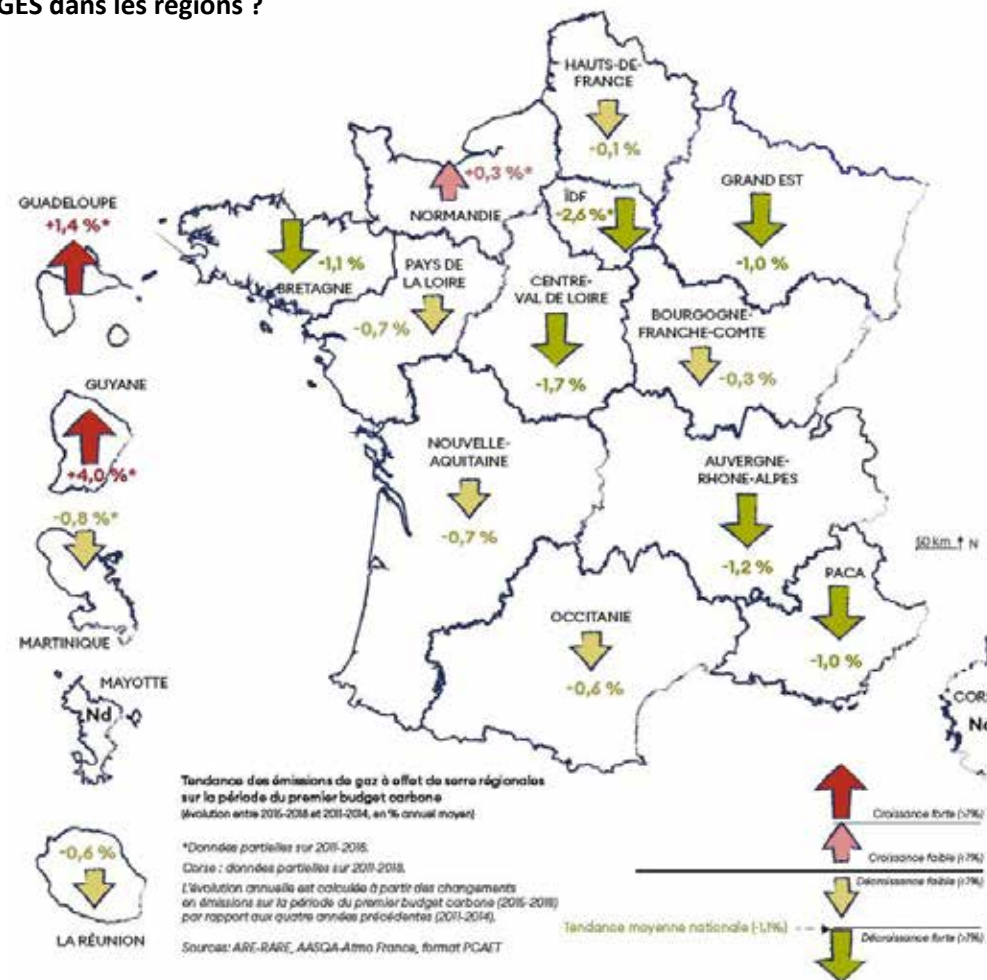 GES dans les régions ?
HAUTS-DE-
FRANCE
-0,1 %
+0,3 %*
NORMANDIE
ÎDF
-2,6 %*
GRAND EST
-1,0 %
GUADELOUPE
+1,4 %*
-1,1 %
BRETAGNE
PAYS DE
LA LOIRE
-0,7 %
CENTRE-
VAL DE LOIRE
-1,7 %
BOURGOGNE-
FRANCHE-COMTE
-0,3 %
GUYANE
+4,0 %*
NOUVELLE-
AQUITAINE
-0,7 %
AUVERGNE-
RHONE-ALPES
-1,2 %
50 km N
-0,8 %*
MARTINIQUE
PACA
-1,0 %
OCCITANIE
-0,6 %
MAYOTTE
Nd
COR
Nd
Tendance des émissions de gaz à effet de serre régionales
sur la période du premier budget carbone
(évolution entre 2015-2018 et 2011-2014, en % annuel moyen)
*Données partielles sur 2011-2018.
Corse : données partielles sur 2011-2018.
L'évolution annuelle est calculée à partir des changements
en émissions sur la période du premier budget carbone (2015-2018)
par rapport aux quatre années précédentes (2011-2014).
Sources: ARE-RARE, AASQA-Atmo France, format PCAET
-0,6 %
LA RÉUNION
Croissance forte (>1%)
Croissance faible (<1%)
Décroissance faible (<1%)
Tendance moyenne nationale (-1,1%)
Décroissance forte (>1%)